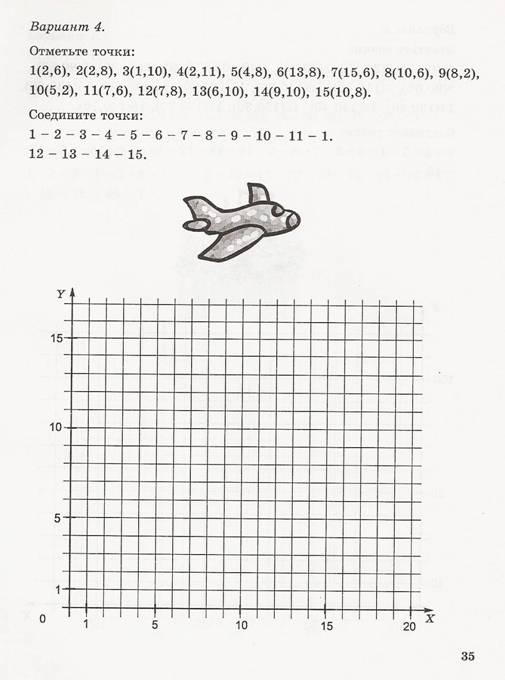 Вариант 4.
Отметьте точки:
1(2,6), 2(2,8), 3(1,10), 4(2,11), 5(4,8), 6(13,8), 7(15,6), 8(10,6), 9(8,2),
10(5,2), 11(7,6), 12(7,8), 13(6,10), 14(9,10), 15(10,8).
Соедините точки:
1 – 2 – 3 – 4 – 5 – 6 – 7 – 8 – 9 – 10 – 11 – 1.
12 – 13 – 14 – 15.
Y
15
10
5
1
0 1 5 10 15 20 X
35